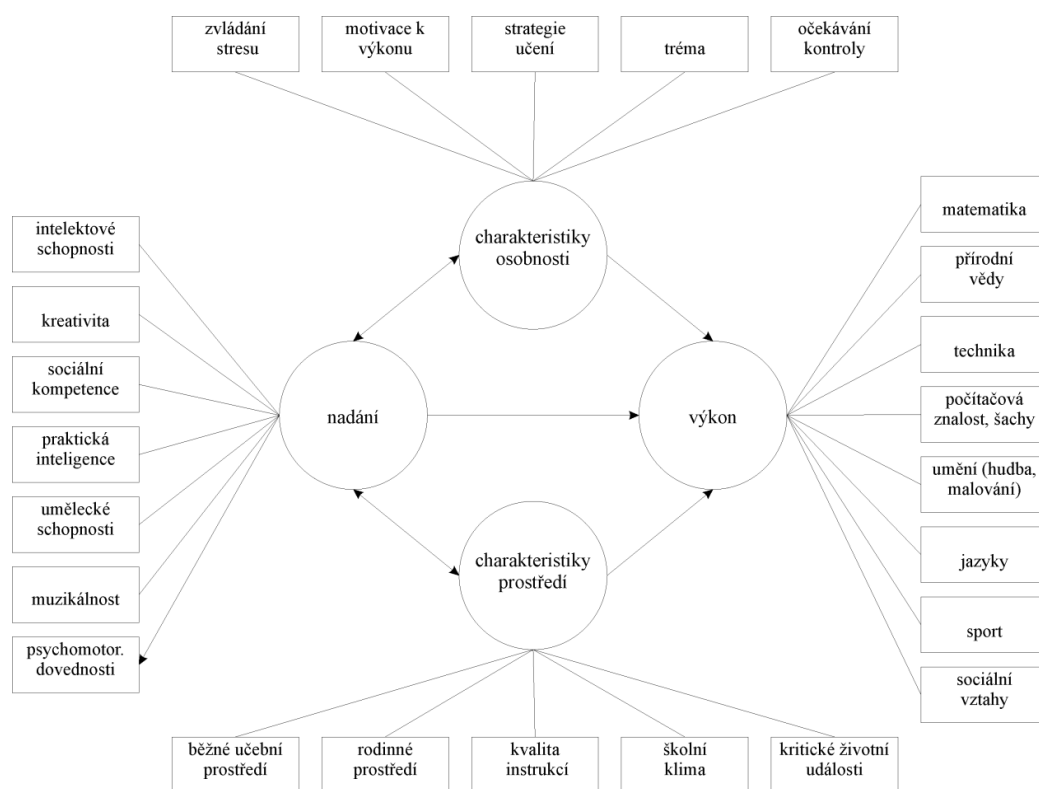 zvládání
stresu
motivace k
výkonu
strategie
učení
tréma
očekávání
kontroly
charakteristiky
osobnosti
intelektové
schopnosti
kreativita
sociální
kompetence
praktická
inteligence
umělecké
schopnosti
muzikálnost
psychomotor.
dovednosti
nadání
výkon
matematika
přírodní
vědy
technika
počítačová
znalost, šachy
umění (hudba,
malování)
jazyky
sport
sociální
vztahy
charakteristiky
prostředí
běžné učební
prostředí
rodinné
prostředí
kvalita
instrukcí
školní
klima
kritické životní
události